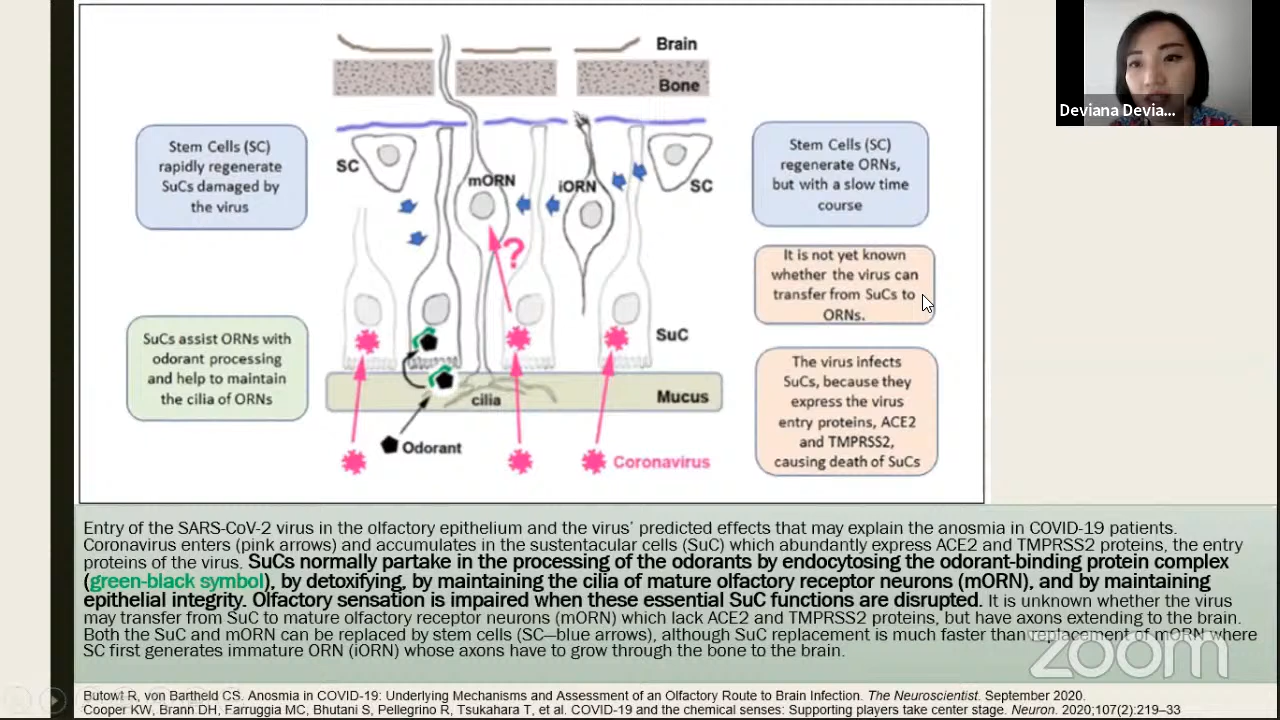 Brain
Bone
Stem Cells (SC)
rapidly regenerate
SuCs damaged by
the virus
SC
mORN
iORN
SC
Stem Cells (SC)
regenerate ORNs,
but with a slow time
course
?
It is not yet known
whether the virus can
transfer from SuCs to
ORNs.
SuCs assist ORNs with
odorant processing
and help to maintain
the cilia of ORNs
SuC
The virus infects
SuCs, because they
express the virus
entry proteins, ACE2
and TMPRSS2,
causing death of SuCs
cilia
Mucus
Odorant
Coronavirus
Deviana Devia...
Entry of the SARS-CoV-2 virus in the olfactory epithelium and the virus’ predicted effects that may explain the anosmia in COVID-19 patients.
Coronavirus enters (pink arrows) and accumulates in the sustentacular cells (SuC) which abundantly express ACE2 and TMPRSS2 proteins, the entry
proteins of the virus. SuCs normally partake in the processing of the odorants by endocytosing the odorant-binding protein complex
(green-black symbol), by detoxifying, by maintaining the cilia of mature olfactory receptor neurons (mORN), and by maintaining
epithelial integrity. Olfactory sensation is impaired when these essential SuC functions are disrupted. It is unknown whether the virus
may transfer from SuC to mature olfactory receptor neurons (mORN) which lack ACE2 and TMPRSS2 proteins, but have axons extending to the brain.
Both the SuC and mORN can be replaced by stem cells (SC—blue arrows), although SuC replacement is much faster than replacement of mORN where
SC first generates immature ORN (iORN) whose axons have to grow through the bone to the brain.
zoom
Butowt R, von Bartheld CS. Anosmia in COVID-19: Underlying Mechanisms and Assessment of an Olfactory Route to Brain Infection. The Neuroscientist. September 2020.
Cooper KW, Brann DH, Farruggia MC, Bhutani S, Pellegrino R, Tsukahara T, et al. COVID-19 and the chemical senses: Supporting players take center stage. Neuron. 2020;107(2):219–33